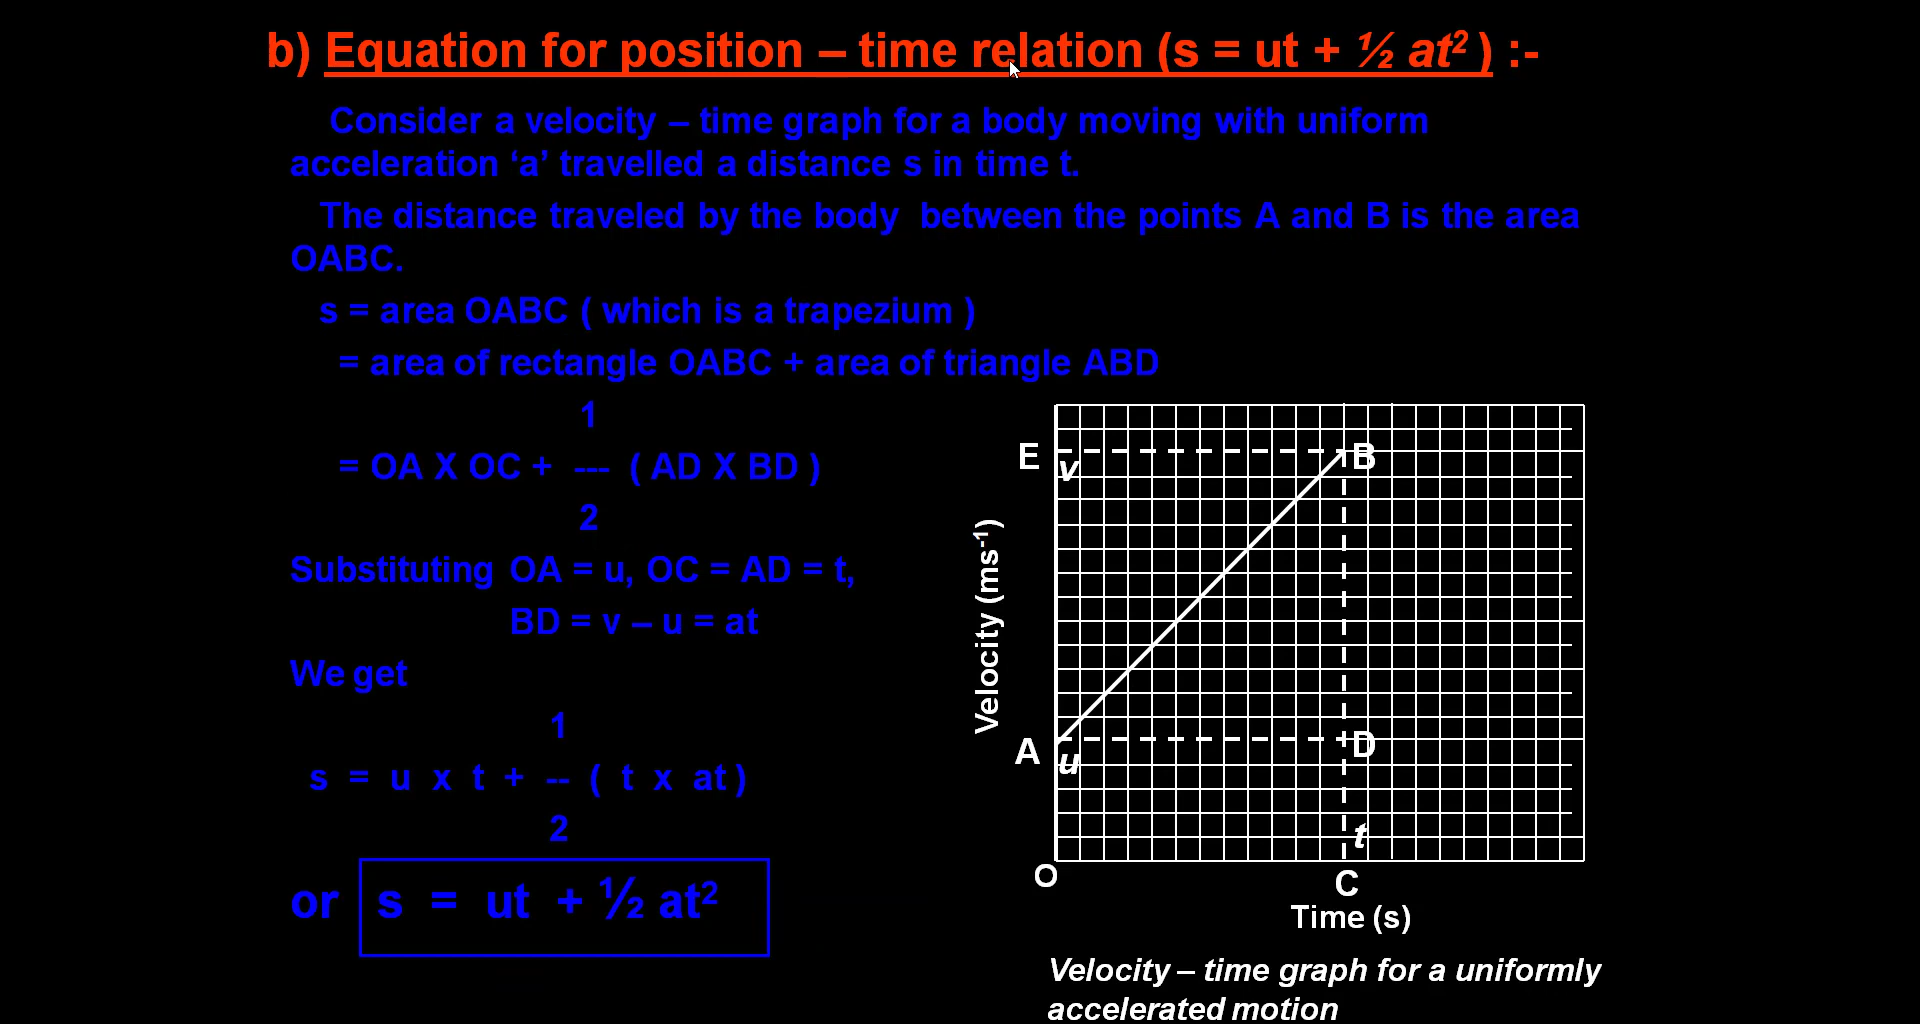 b) Equation for position – time relation (s = ut + ½ at² ) :-
Consider a velocity – time graph for a body moving with uniform
acceleration ‘a’ travelled a distance s in time t.
The distance traveled by the body between the points A and B is the area
OABC.
s = area OABC ( which is a trapezium )
= area of rectangle OABC + area of triangle ABD
1
= OA X OC + --- ( AD X BD )
2
Substituting OA = u, OC = AD = t,
BD = v – u = at
We get
1
s = u x t + -- ( t x at )
2
or s = ut + ½ at²
E
v
B
Velocity (ms-1)
A
u
D
t
O
C
Time (s)
Velocity – time graph for a uniformly
accelerated motion